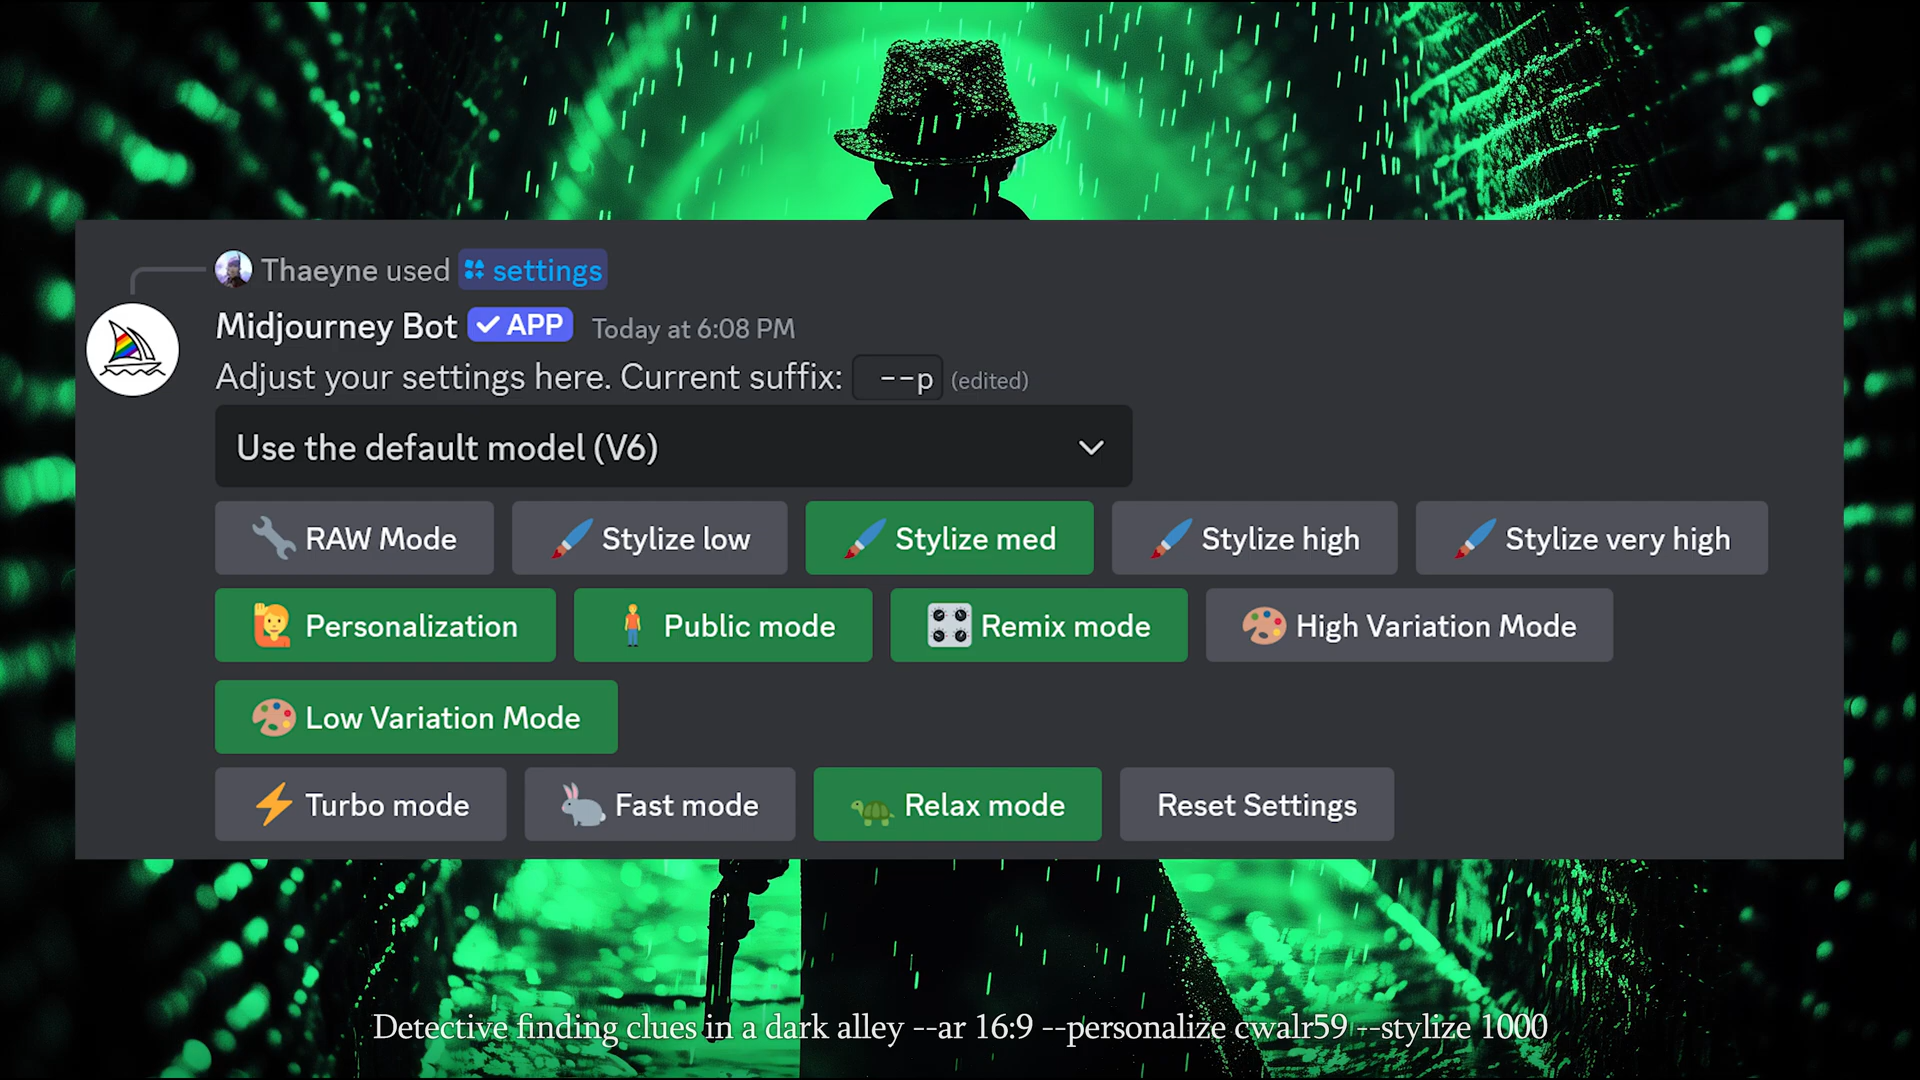 Thaeyne used settings
Midjourney Bot APP Today at 6:08 PM
Adjust your settings here. Current suffix: --p (edited)
Use the default model (V6)
RAW Mode Stylize low Stylize med Stylize high Stylize very high
Personalization Public mode Remix mode High Variation Mode
Low Variation Mode
Turbo mode Fast mode Relax mode Reset Settings
Detective finding clues in a dark alley --ar 16:9 --personalize cwalr59 --stylize 1000